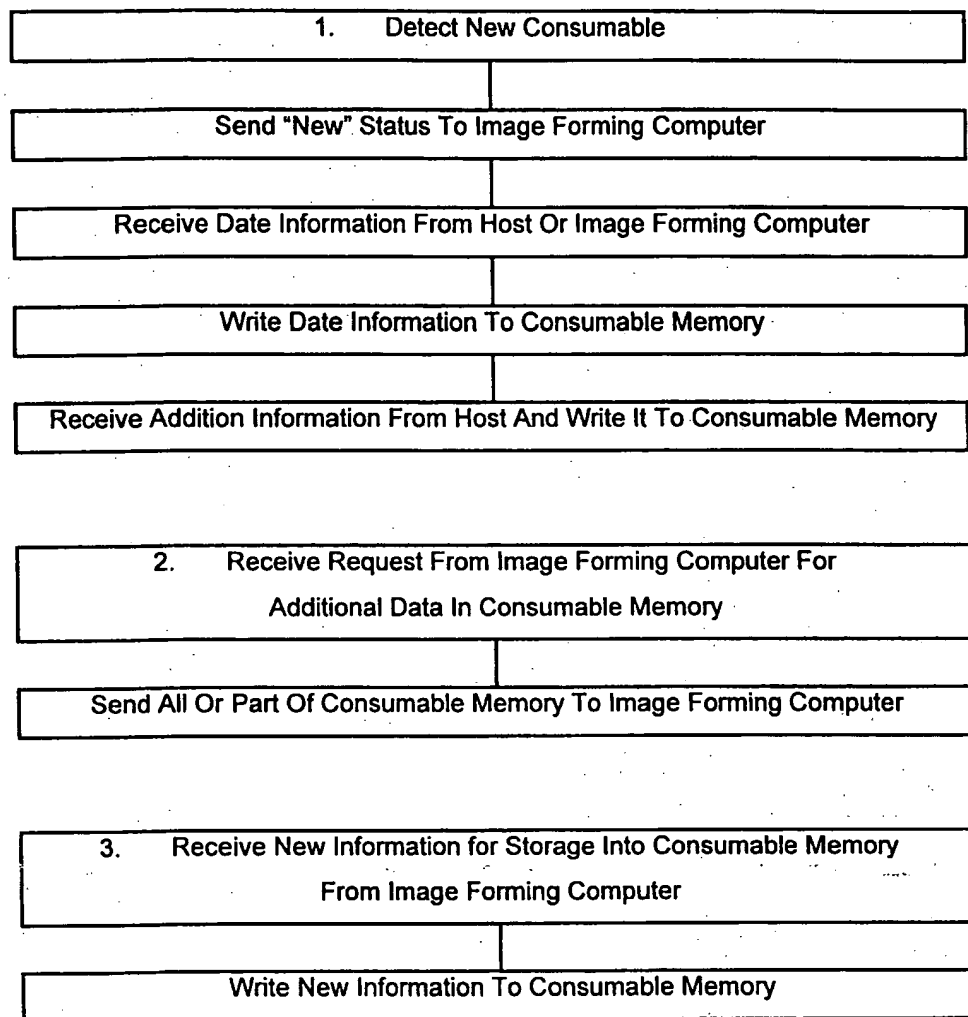 1. Detect New Consumable
Send "New" Status To Image Forming Computer
Receive Date Information From Host Or Image Forming Computer
Write Date Information To Consumable Memory
Receive Addition Information From Host And Write It To Consumable Memory
2. Receive Request From Image Forming Computer For
Additional Data In Consumable Memory
Send All Or Part Of Consumable Memory To Image Forming Computer
3. Receive New Information for Storage Into Consumable Memory
From Image Forming Computer
Write New Information To Consumable Memory